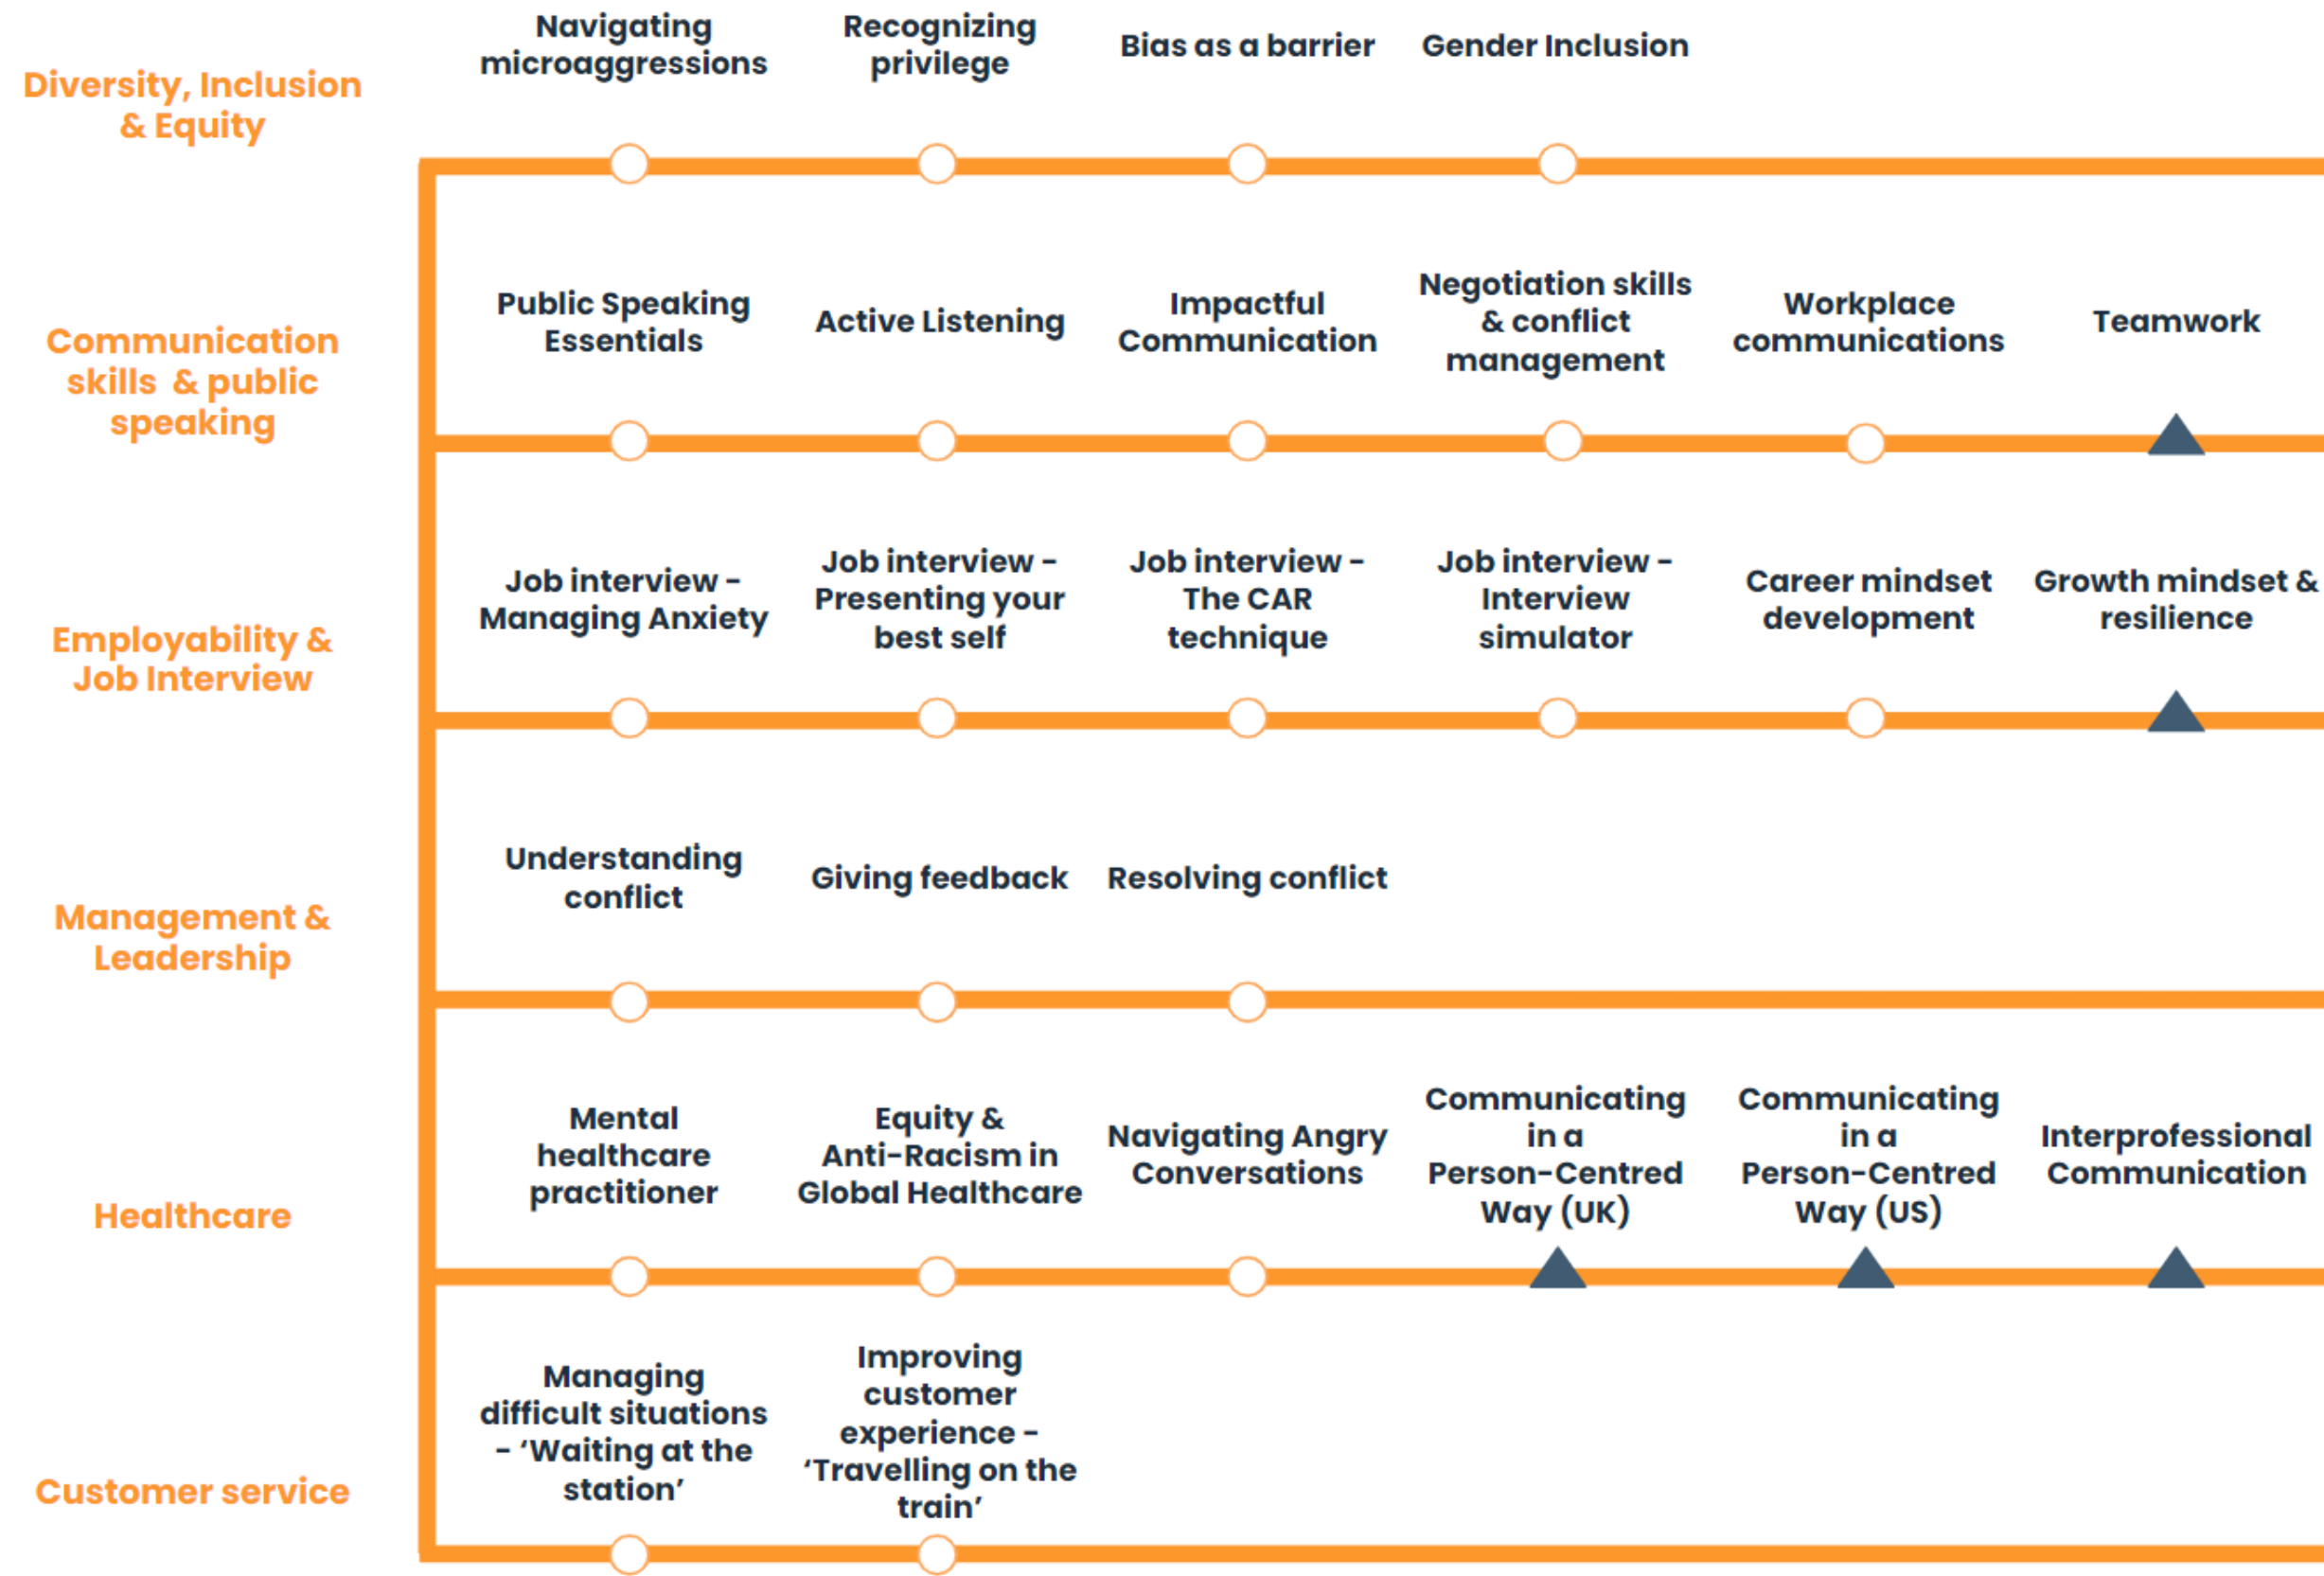 Diversity, Inclusion
& Equity
Navigating
microaggressions
Recognizing
privilege
Bias as a barrier
Gender Inclusion
Communication
skills & public
speaking
Public Speaking
Essentials
Active Listening
Impactful
Communication
Negotiation skills
& conflict
management
Workplace
communications
Teamwork
Employability &
Job Interview
Job interview -
Managing Anxiety
Job interview -
Presenting your
best self
Job interview -
The CAR
technique
Job interview -
Interview
simulator
Career mindset
development
Growth mindset &
resilience
Management &
Leadership
Understanding
conflict
Giving feedback
Resolving conflict
Healthcare
Mental
healthcare
practitioner
Equity &
Anti-Racism in
Global Healthcare
Navigating Angry
Conversations
Communicating
in a
Person-Centred
Way (UK)
Communicating
in a
Person-Centred
Way (US)
Interprofessional
Communication
Customer service
Managing
difficult situations
- ‘Waiting at the
station’
Improving
customer
experience -
‘Travelling on the
train’